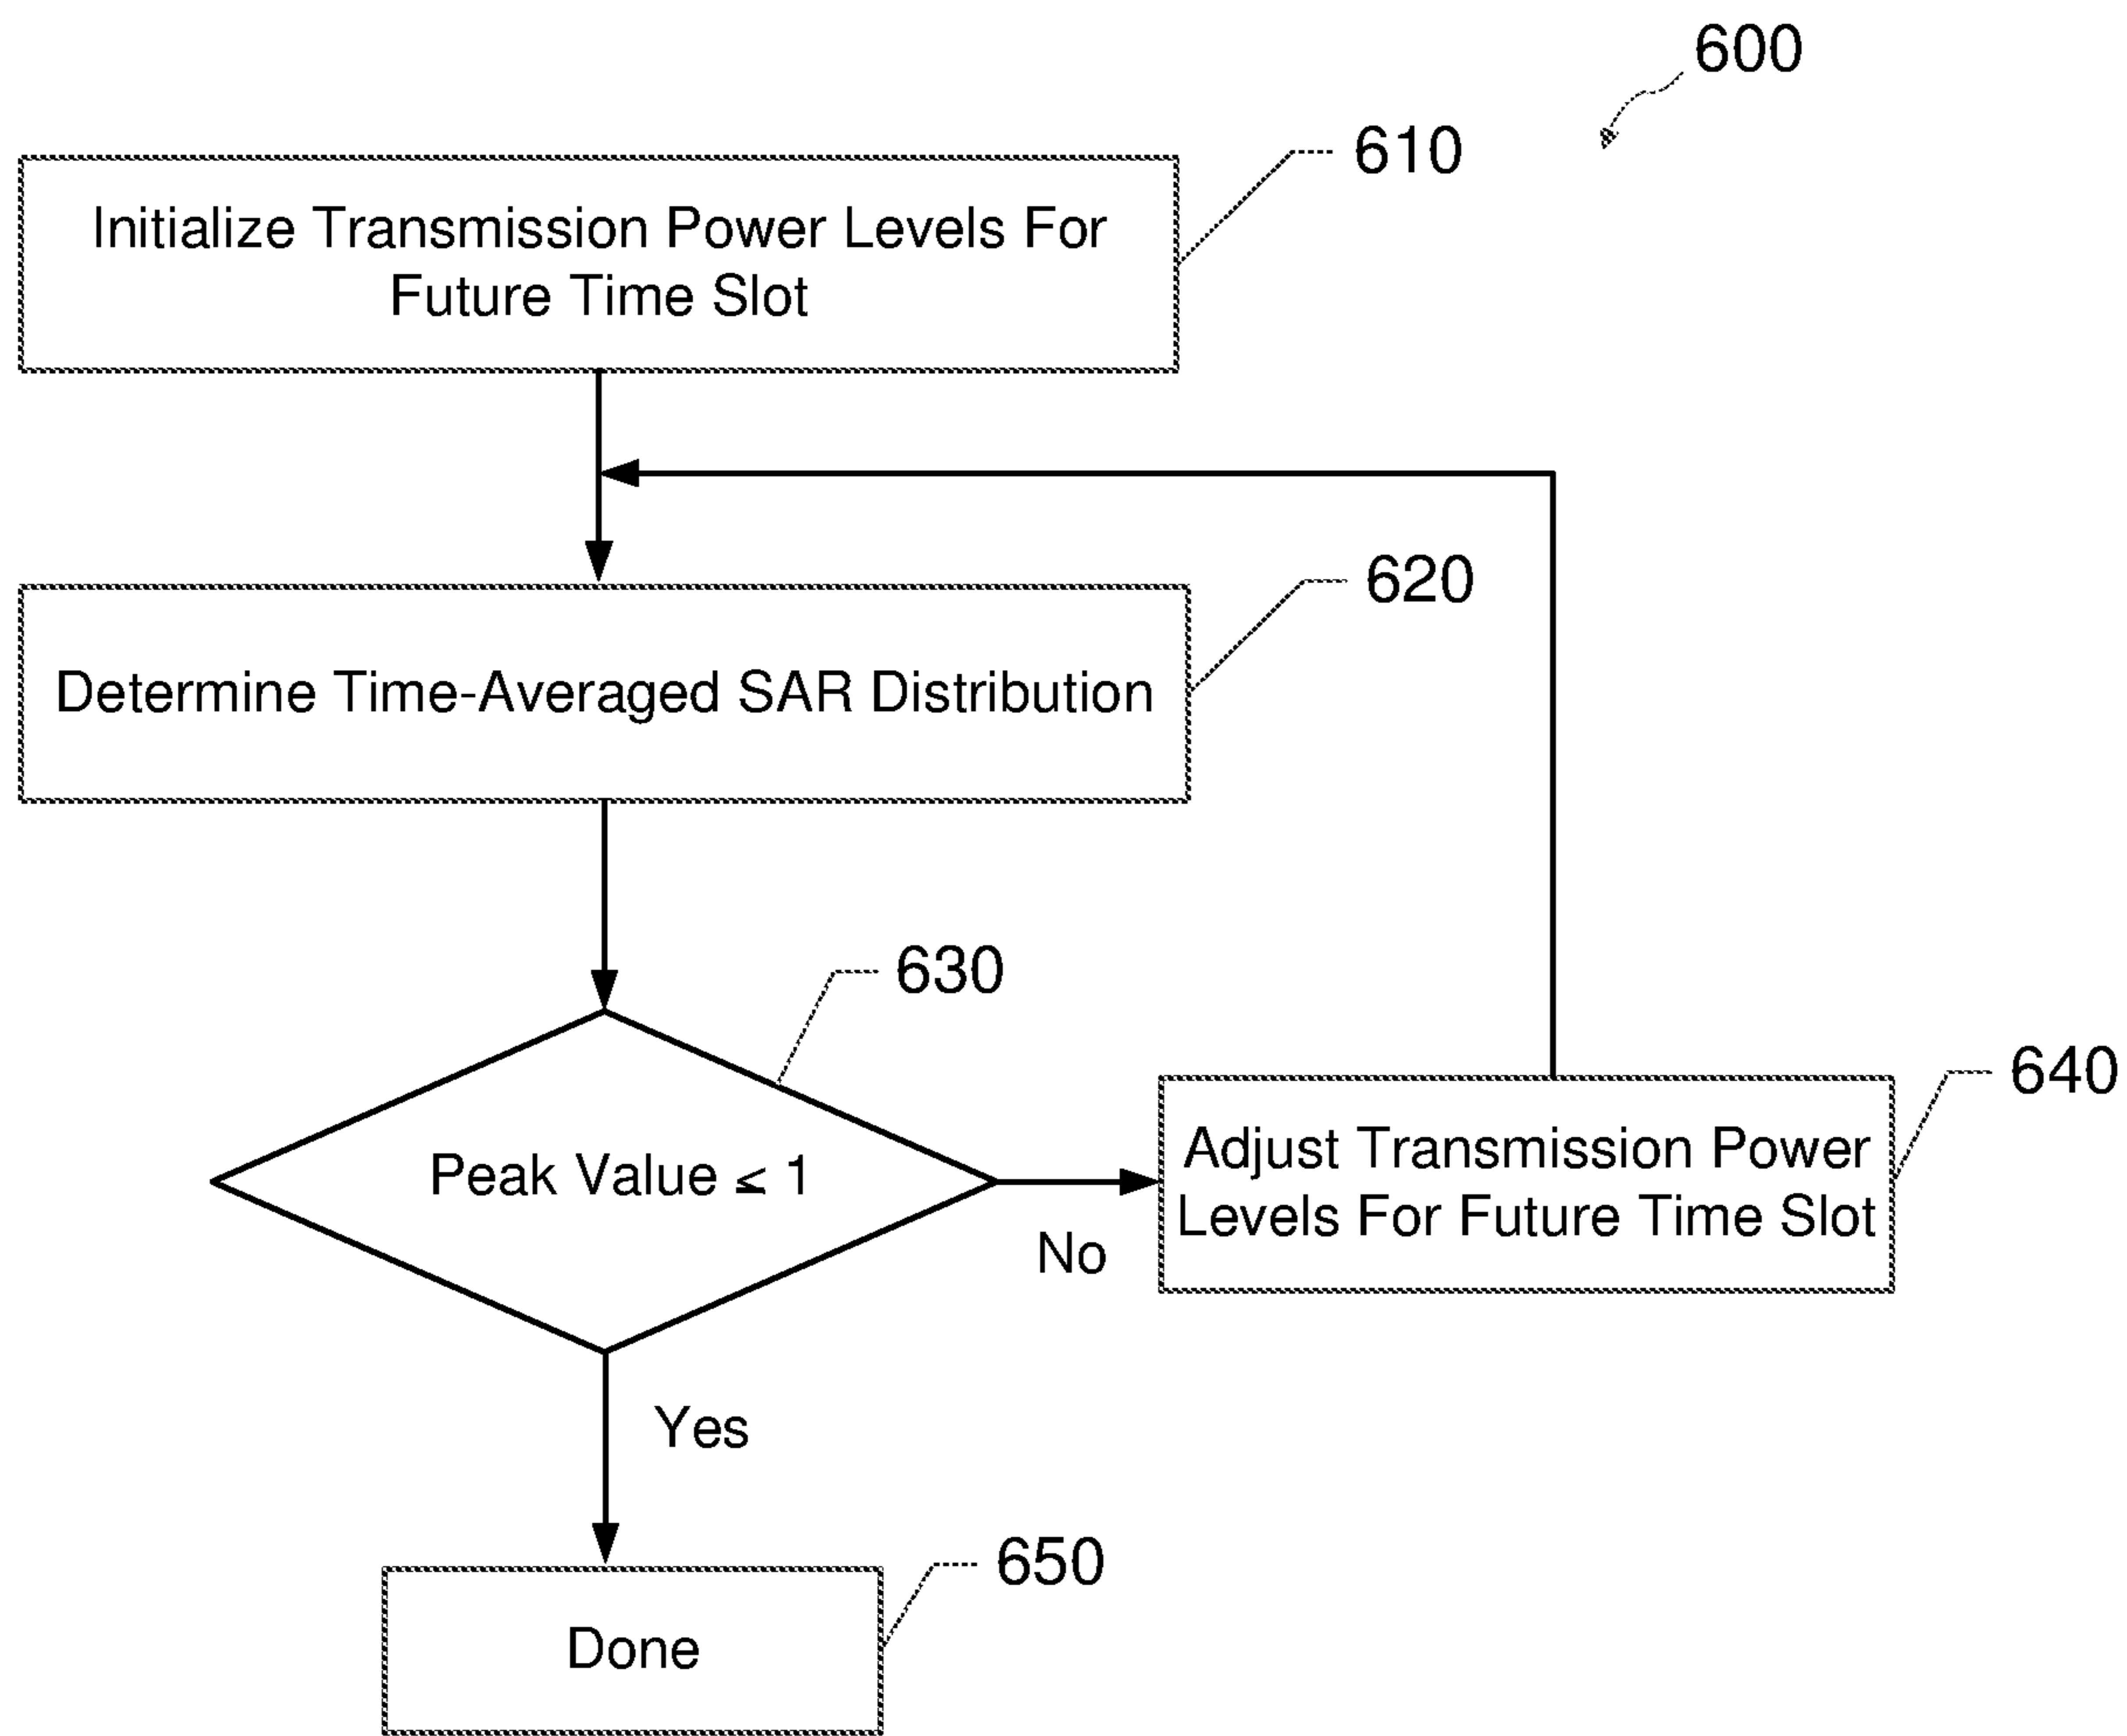 600
610
Initialize Transmission Power Levels For
Future Time Slot
620
Determine Time-Averaged SAR Distribution
630
Peak Value ≤ 1
640
Adjust Transmission Power
Levels For Future Time Slot
No
Yes
650
Done